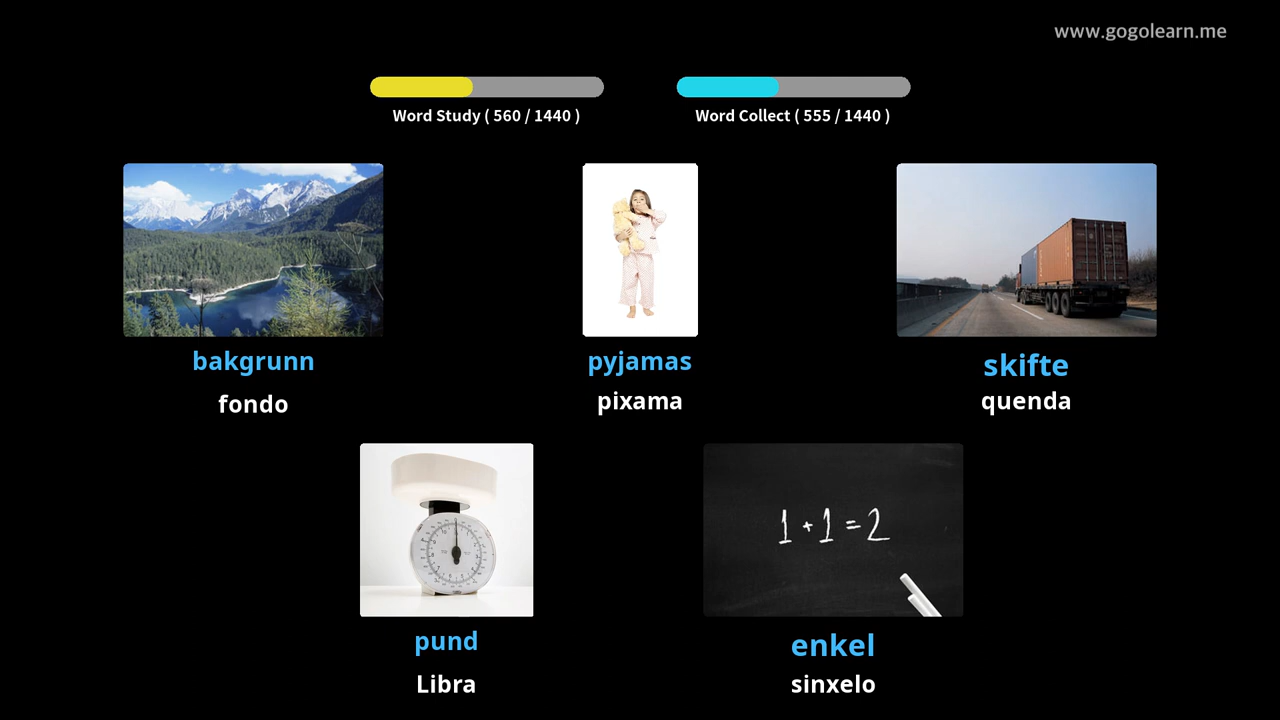 www.gogolearn.me
Word Study ( 560 / 1440 )
Word Collect ( 555 / 1440 )
bakgrunn
fondo
pyjamas
pixama
skifte
quenda
1 + 1 = 2
pund
Libra
enkel
sinxelo